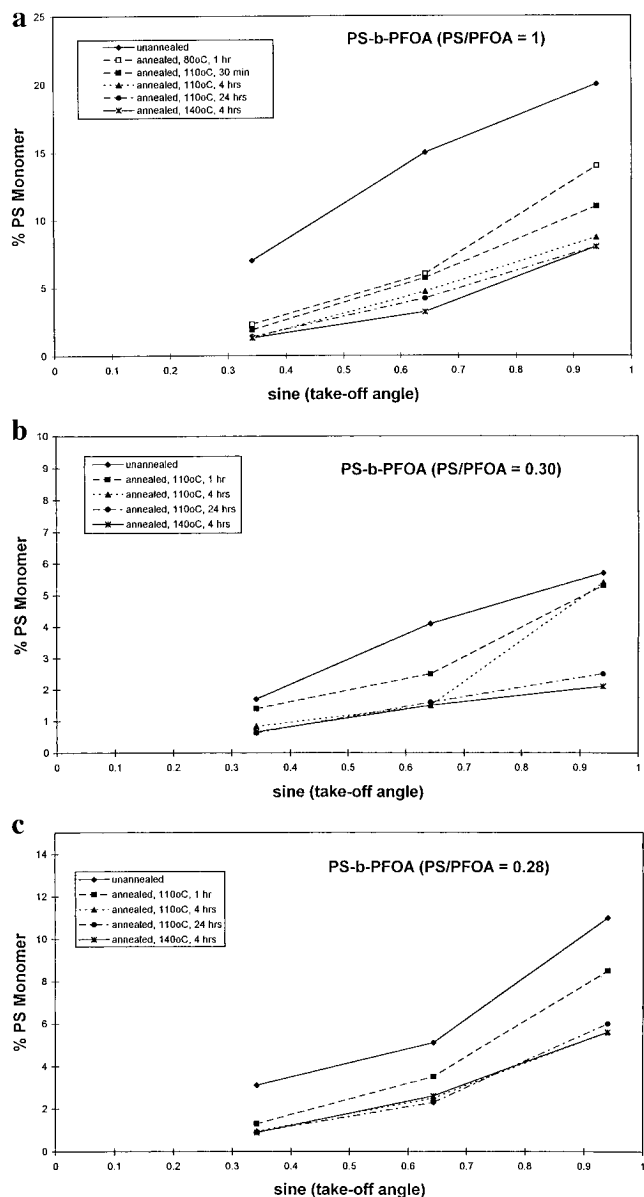 a
PS-b-PFOA (PS/PFOA = 1)
unannealed
annealed, 80oC, 1 hr
annealed, 110oC, 30 min
annealed, 110oC, 4 hrs
annealed, 110oC, 24 hrs
annealed, 140oC, 4 hrs
% PS Monomer
25
20
15
10
5
0
0 0.1 0.2 0.3 0.4 0.5 0.6 0.7 0.8 0.9 1
sine (take-off angle)
b
PS-b-PFOA (PS/PFOA = 0.30)
unannealed
annealed, 110oC, 1 hr
annealed, 110oC, 4 hrs
annealed, 110oC, 24 hrs
annealed, 140oC, 4 hrs
% PS Monomer
10
9
8
7
6
5
4
3
2
1
0
0 0.1 0.2 0.3 0.4 0.5 0.6 0.7 0.8 0.9 1
sine (take-off angle)
c
PS-b-PFOA (PS/PFOA = 0.28)
unannealed
annealed, 110oC, 1 hr
annealed, 110oC, 4 hrs
annealed, 110oC, 24 hrs
annealed, 140oC, 4 hrs
% PS Monomer
14
12
10
8
6
4
2
0
0 0.1 0.2 0.3 0.4 0.5 0.6 0.7 0.8 0.9 1
sine (take-off angle)